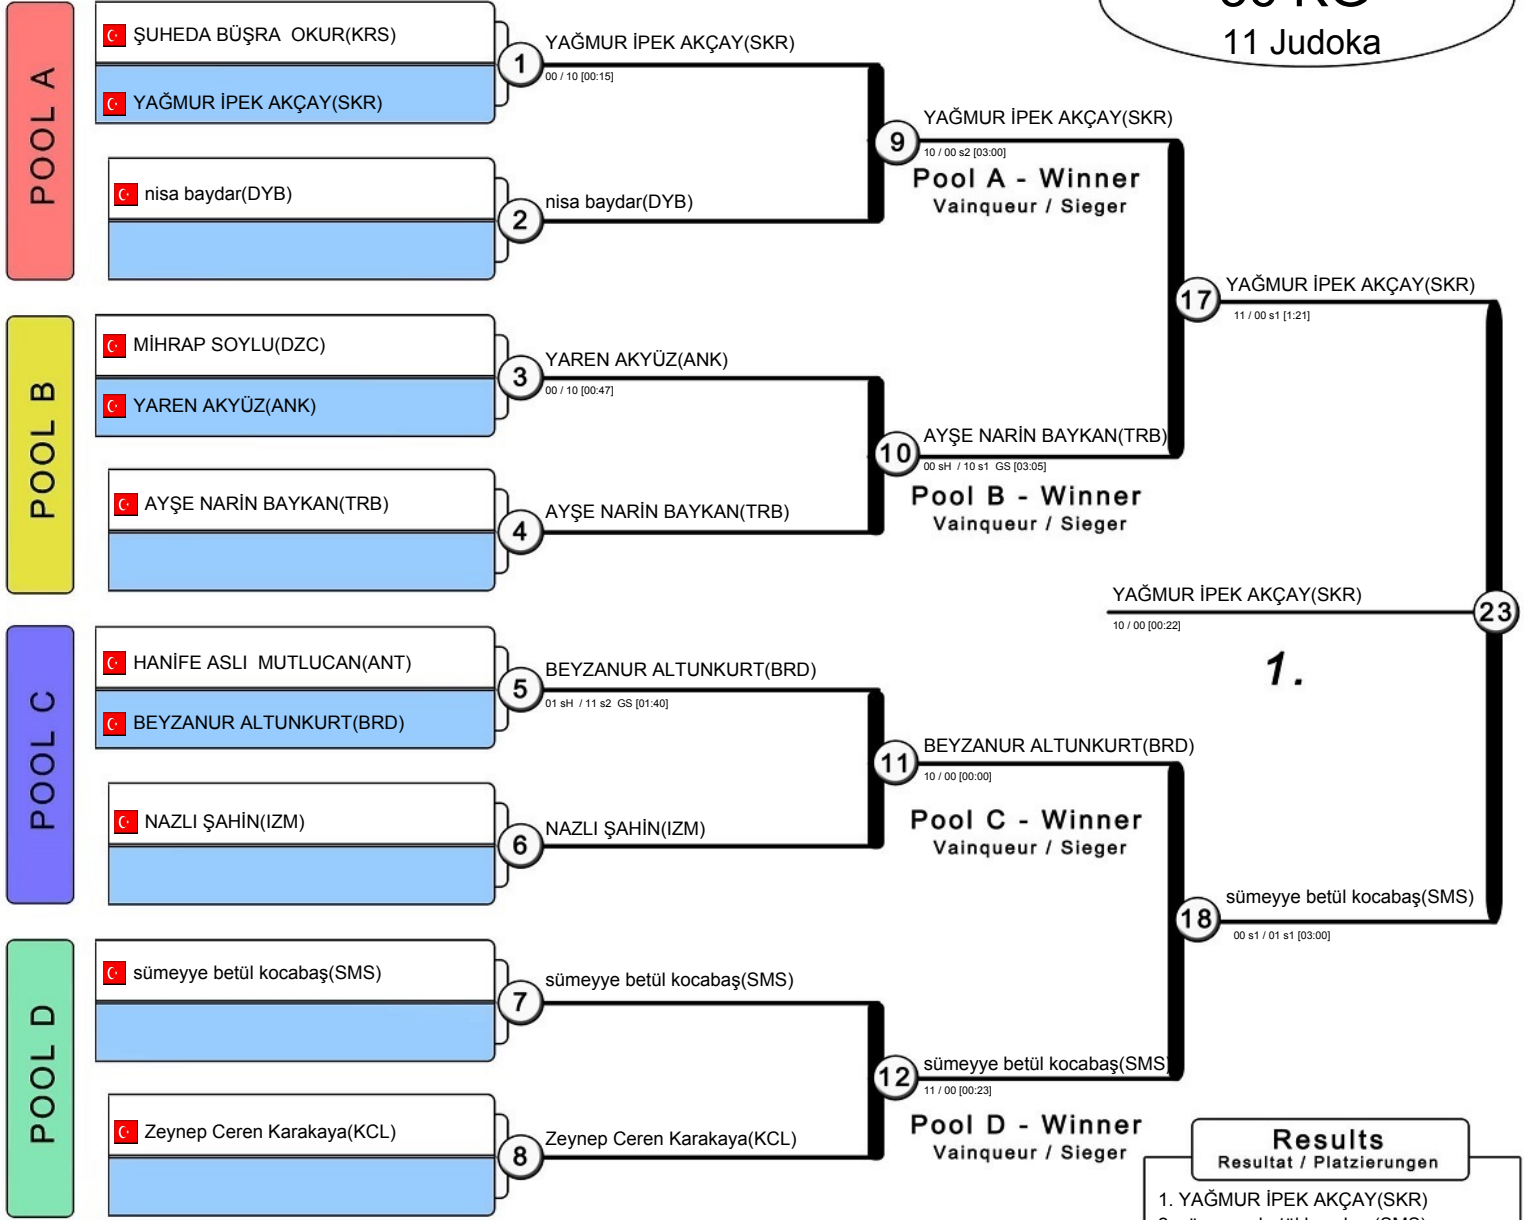 11 Judoka
POOL A
ŞUHEDA BÜŞRA  OKUR(KRS)
YAĞMUR İPEK AKÇAY(SKR)
1
YAĞMUR İPEK AKÇAY(SKR)
00 / 10 [00:15]
nisa baydar(DYB)
2
nisa baydar(DYB)
9
YAĞMUR İPEK AKÇAY(SKR)
10 / 00 s2 [03:00]
Pool A - Winner
Vainqueur / Sieger
POOL B
MİHRAP SOYLU(DZC)
YAREN AKYÜZ(ANK)
3
YAREN AKYÜZ(ANK)
00 / 10 [00:47]
AYŞE NARİN BAYKAN(TRB)
4
AYŞE NARİN BAYKAN(TRB)
10
AYŞE NARİN BAYKAN(TRB)
00 sH  / 10 s1  GS [03:05]
Pool B - Winner
Vainqueur / Sieger
17
YAĞMUR İPEK AKÇAY(SKR)
11 / 00 s1 [1:21]
POOL C
HANİFE ASLI  MUTLUCAN(ANT)
BEYZANUR ALTUNKURT(BRD)
5
BEYZANUR ALTUNKURT(BRD)
01 sH  / 11 s2  GS [01:40]
NAZLI ŞAHİN(IZM)
6
NAZLI ŞAHİN(IZM)
11
BEYZANUR ALTUNKURT(BRD)
10 / 00 [00:00]
Pool C - Winner
Vainqueur / Sieger
POOL D
sümeyye betül kocabaş(SMS)
7
sümeyye betül kocabaş(SMS)
Zeynep Ceren Karakaya(KCL)
8
Zeynep Ceren Karakaya(KCL)
12
sümeyye betül kocabaş(SMS)
11 / 00 [00:23]
Pool D - Winner
Vainqueur / Sieger
18
sümeyye betül kocabaş(SMS)
00 s1 / 01 s1 [03:00]
YAĞMUR İPEK AKÇAY(SKR)
23
10 / 00 [00:22]
1.
Results
Resultat / Platzierungen
1. YAĞMUR İPEK AKÇAY(SKR)